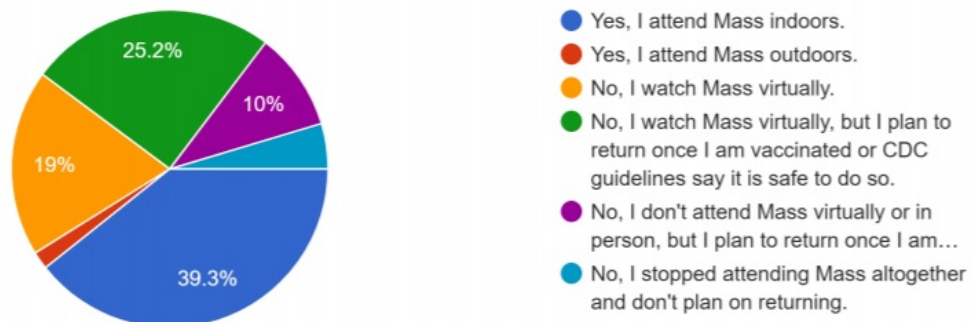 25.2%
10%
19%
39.3%
Yes, I attend Mass indoors.
Yes, I attend Mass outdoors.
No, I watch Mass virtually.
No, I watch Mass virtually, but I plan to
return once I am vaccinated or CDC
guidelines say it is safe to do so.
No, I don't attend Mass virtually or in
person, but I plan to return once I am…
No, I stopped attending Mass altogether
and don't plan on returning.